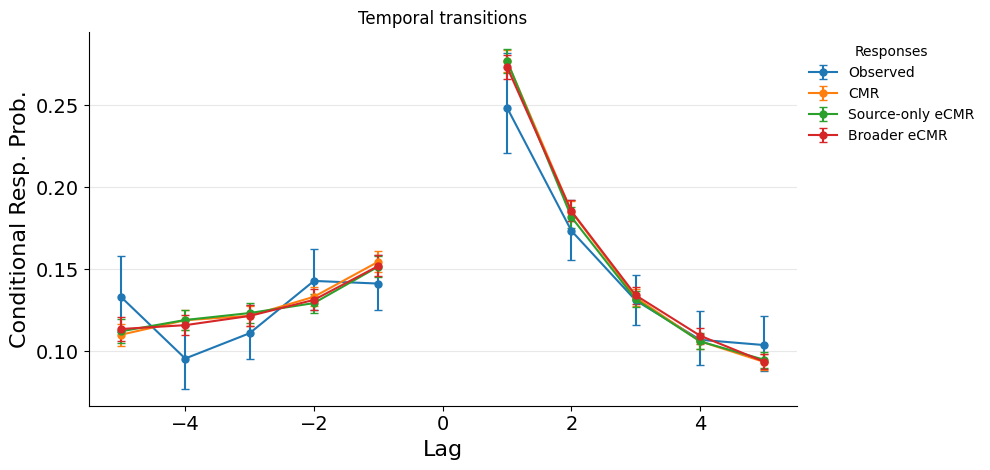 Temporal transitions
Conditional Resp. Prob.
0.25
0.20
0.15
0.10
−4
−2
0
2
4
Lag
Responses
Observed
CMR
Source-only eCMR
Broader eCMR